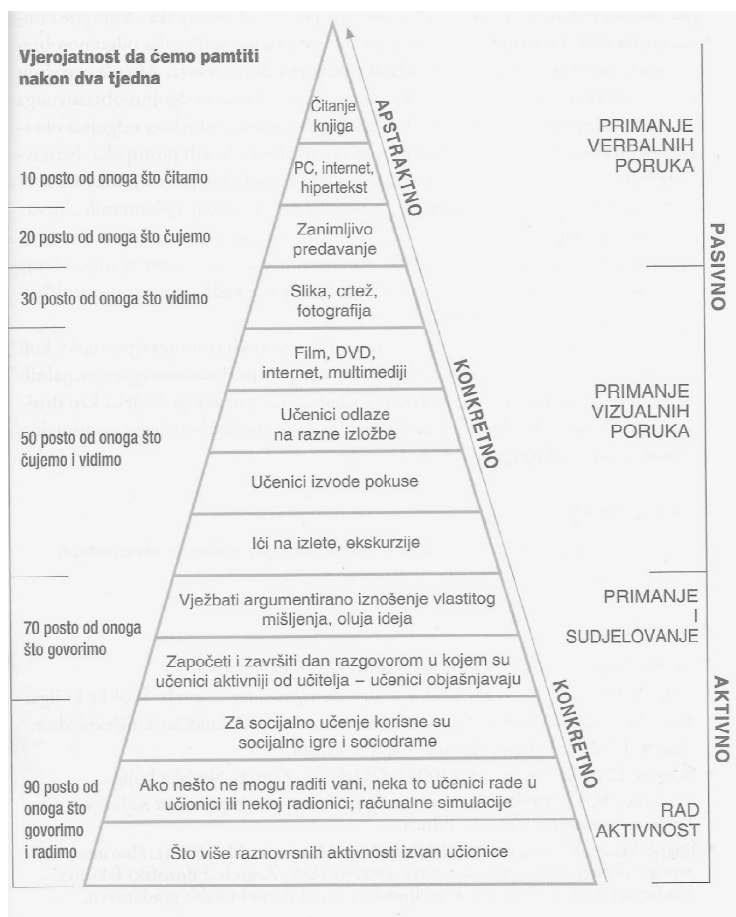 Vjerojatnost da ćemo pamtiti
nakon dva tjedna
10 posto od onoga što čitamo
20 posto od onoga što čujemo
30 posto od onoga što vidimo
50 posto od onoga što
čujemo i vidimo
70 posto od onoga
što govorimo
90 posto od
onoga što
govorimo
i radimo
Čitanje
knjiga
PC, internet,
hipertekst
Zanimljivo
predavanje
Slika, crtež,
fotografija
Film, DVD,
internet, multimediji
Učenici odlaze
na razne izložbe
Učenici izvode pokuse
Ići na izlete, ekskurzije
Vježbati argumentirano iznošenje vlastitog
mišljenja, oluja ideja
Započeti i završiti dan razgovorom u kojem su
učenici aktivniji od učitelja – učenici objašnjavaju
Za socijalno učenje korisne su
socijalne igre i sociodrame
Ako nešto ne mogu raditi vani, neka to učenici rade u
učionici ili nekoj radionici; računalne simulacije
Što više raznovrsnih aktivnosti izvan učionice
APSTRAKTNO
KONKRETNO
KONKRETNO
PRIMANJE
VERBALNIH
PORUKA
PRIMANJE
VIZUALNIH
PORUKA
PRIMANJE
I
SUDJELOVANJE
RAD
AKTIVNOST
PASIVNO
AKTIVNO